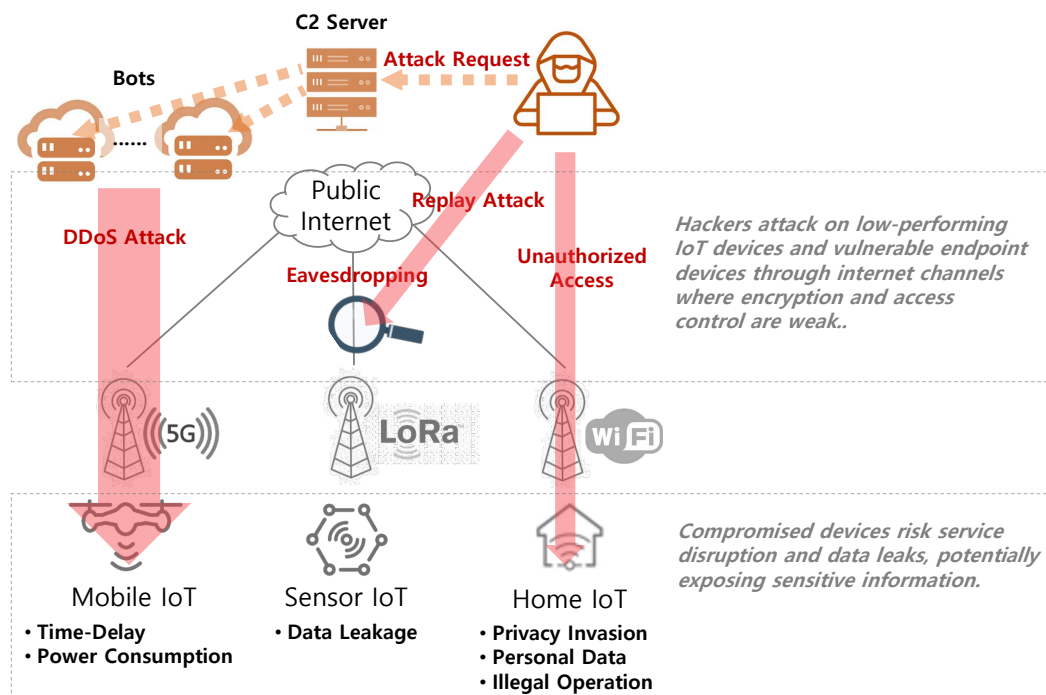 C2 Server
Attack Request
Bots
......
Public
Internet
Replay Attack
DDoS Attack
Eavesdropping
Unauthorized
Access
Hackers attack on low-performing
IoT devices and vulnerable endpoint
devices through internet channels
where encryption and access
control are weak..
5G
LoRa™
Wi Fi
Compromised devices risk service
disruption and data leaks, potentially
exposing sensitive information.
Mobile IoT
• Time-Delay
• Power Consumption
Sensor IoT
• Data Leakage
Home IoT
• Privacy Invasion
• Personal Data
• Illegal Operation